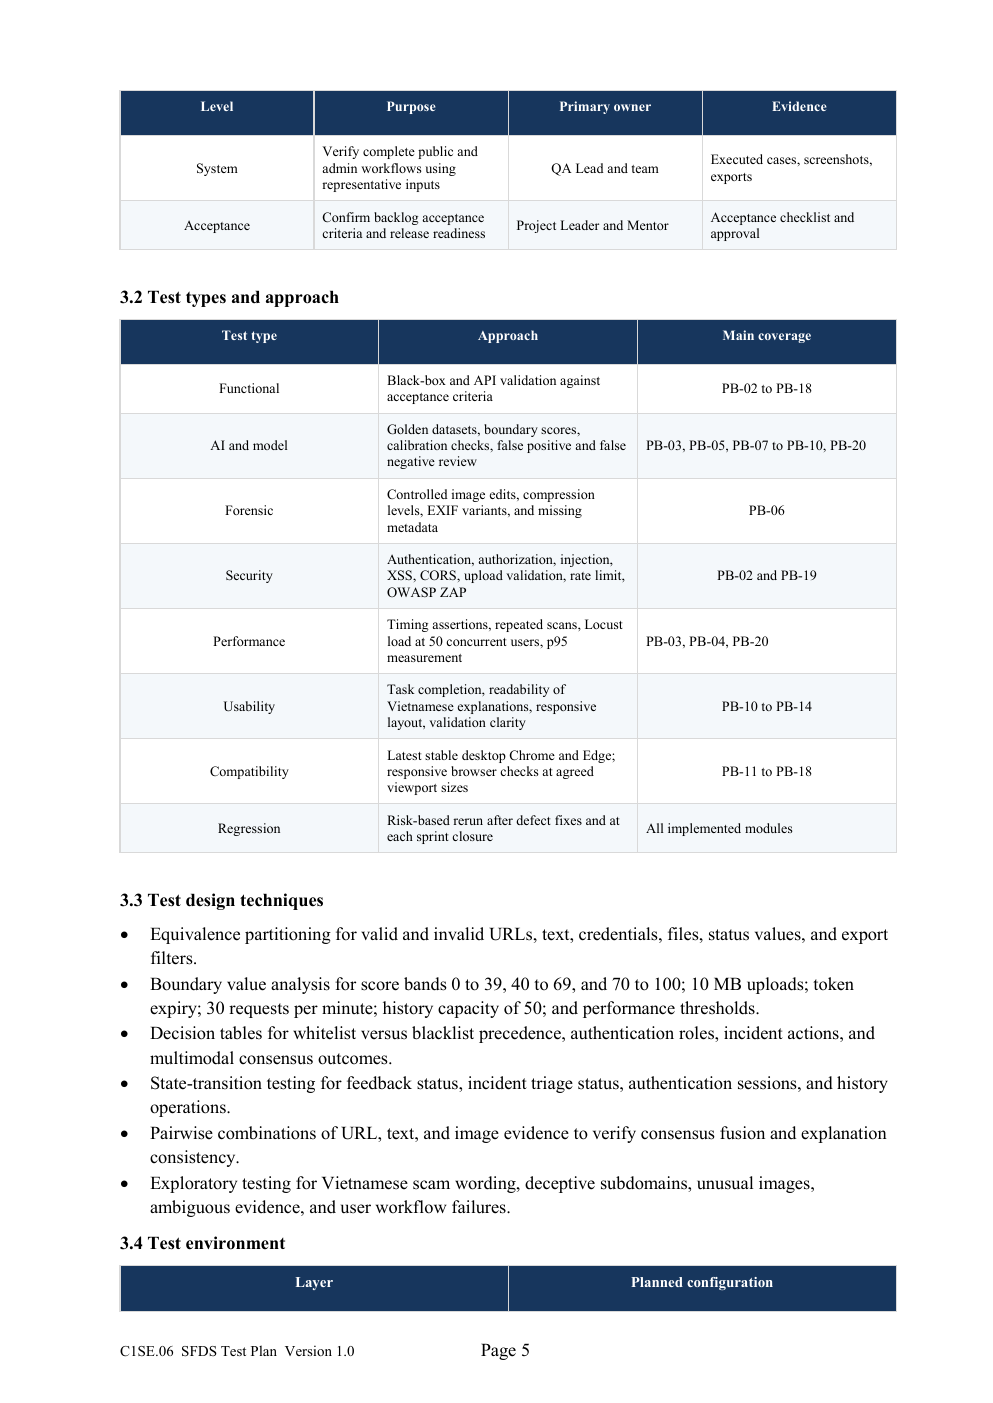 Level Purpose Primary owner Evidence
System
Verify complete public and
admin workflows using
representative inputs
QA Lead and team
Executed cases, screenshots,
exports
Acceptance
Confirm backlog acceptance
criteria and release readiness
Project Leader and Mentor
Acceptance checklist and
approval
3.2 Test types and approach
Test type Approach Main coverage
Functional
Black-box and API validation against
acceptance criteria
PB-02 to PB-18
AI and model
Golden datasets, boundary scores,
calibration checks, false positive and false
negative review
PB-03, PB-05, PB-07 to PB-10, PB-20
Forensic
Controlled image edits, compression
levels, EXIF variants, and missing
metadata
PB-06
Security
Authentication, authorization, injection,
XSS, CORS, upload validation, rate limit,
OWASP ZAP
PB-02 and PB-19
Performance
Timing assertions, repeated scans, Locust
load at 50 concurrent users, p95
measurement
PB-03, PB-04, PB-20
Usability
Task completion, readability of
Vietnamese explanations, responsive
layout, validation clarity
PB-10 to PB-14
Compatibility
Latest stable desktop Chrome and Edge;
responsive browser checks at agreed
viewport sizes
PB-11 to PB-18
Regression
Risk-based rerun after defect fixes and at
each sprint closure
All implemented modules
3.3 Test design techniques
• Equivalence partitioning for valid and invalid URLs, text, credentials, files, status values, and export
filters.
• Boundary value analysis for score bands 0 to 39, 40 to 69, and 70 to 100; 10 MB uploads; token
expiry; 30 requests per minute; history capacity of 50; and performance thresholds.
• Decision tables for whitelist versus blacklist precedence, authentication roles, incident actions, and
multimodal consensus outcomes.
• State-transition testing for feedback status, incident triage status, authentication sessions, and history
operations.
• Pairwise combinations of URL, text, and image evidence to verify consensus fusion and explanation
consistency.
• Exploratory testing for Vietnamese scam wording, deceptive subdomains, unusual images,
ambiguous evidence, and user workflow failures.
3.4 Test environment
Layer Planned configuration
C1SE.06 SFDS Test Plan Version 1.0 Page 5